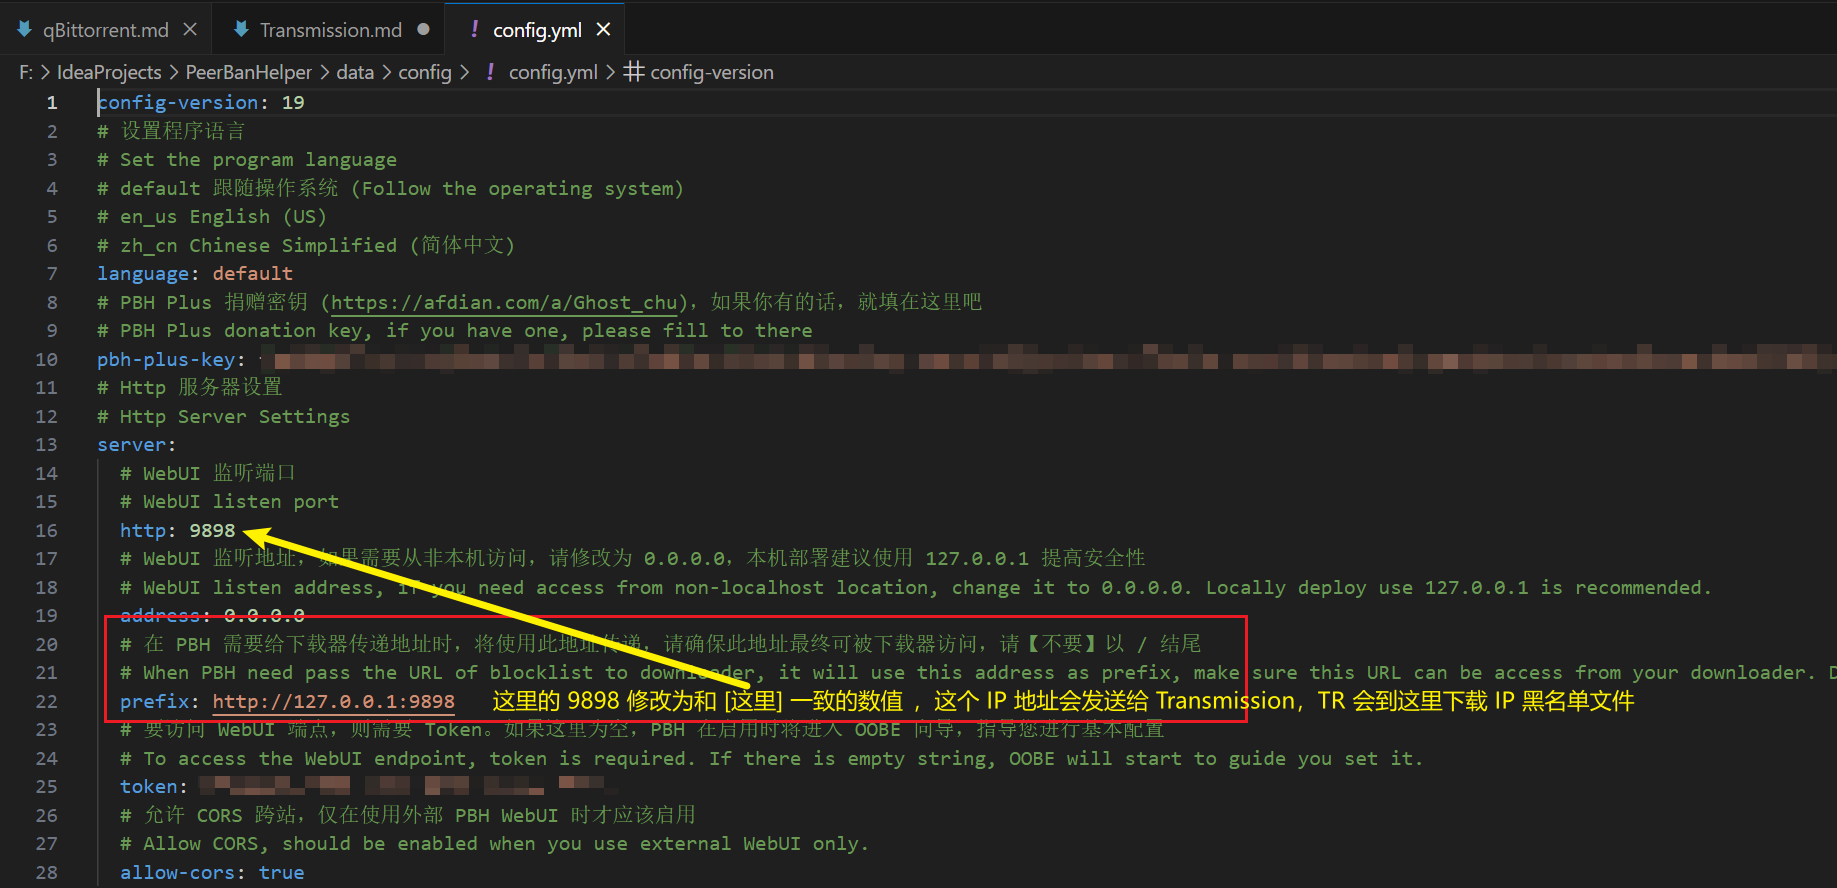 qBittorrent.md
Transmission.md
config.yml
F: > IdeaProjects > PeerBanHelper > data > config > ! config.yml > # config-version
1 config-version: 19
2 # 设置程序语言
3 # Set the program language
4 # default 跟随操作系统 (Follow the operating system)
5 # en_us English (US)
6 # zh_cn Chinese Simplified (简体中文)
7 language: default
8 # PBH Plus 捐赠密钥 (https://afdian.com/a/Ghost_chu)，如果你有的话，就填在这里吧
9 # PBH Plus donation key, if you have one, please fill to there
10 pbh-plus-key:
11 # Http 服务器设置
12 # Http Server Settings
13 server:
14 # WebUI 监听端口
15 # WebUI listen port
16 http: 9898
17 # WebUI 监听地址，如果需要从非本机访问，请修改为 0.0.0.0，本机部署建议使用 127.0.0.1 提高安全性
18 # WebUI listen address, if you need access from non-localhost location, change it to 0.0.0.0. Locally deploy use 127.0.0.1 is recommended.
19 address: 0.0.0.0
20 # 在 PBH 需要给下载器传递地址时，将使用此地址传递，请确保此地址最终可被下载器访问，请【不要】以 / 结尾
21 # When PBH need pass the URL of blocklist to downloader, it will use this address as prefix, make sure this URL can be access from your downloader. D
22 prefix: http://127.0.0.1:9898 这里的 9898 修改为和 [这里] 一致的数值 ，这个 IP 地址会发送给 Transmission，TR 会到这里下载 IP 黑名单文件
23 # 要访问 WebUI 端点，则需要 Token。如果这里为空，PBH 在启用时将进入 OOBE 向导，指导您进行基本配置
24 # To access the WebUI endpoint, token is required. If there is empty string, OOBE will start to guide you set it.
25 token:
26 # 允许 CORS 跨站，仅在使用外部 PBH WebUI 时才应该启用
27 # Allow CORS, should be enabled when you use external WebUI only.
28 allow-cors: true